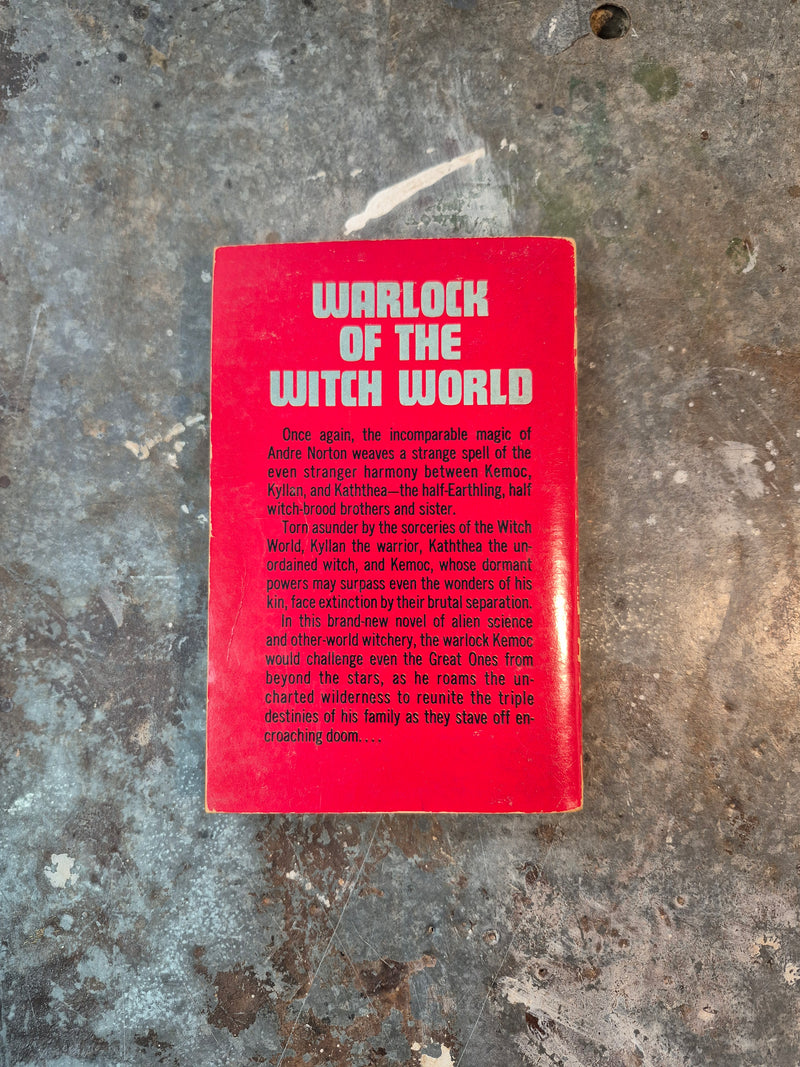 WARLOCK
OF THE
WITCH WORLD
Once again, the incomparable magic of
Andre Norton weaves a strange spell of the
even stranger harmony between Kemoc,
Kyllan, and Kaththea—the half-Earthling, half
witch-brood brothers and sister.
Torn asunder by the sorceries of the Witch
World, Kyllan the warrior, Kaththea the un-
ordained witch, and Kemoc, whose dormant
powers may surpass even the wonders of his
kin, face extinction by their brutal separation.
In this brand-new novel of alien science
and other-world witchery, the warlock Kemoc
would challenge even the Great Ones from
beyond the stars, as he roams the un-
charted wilderness to reunite the triple
destinies of his family as they stave off en-
croaching doom....